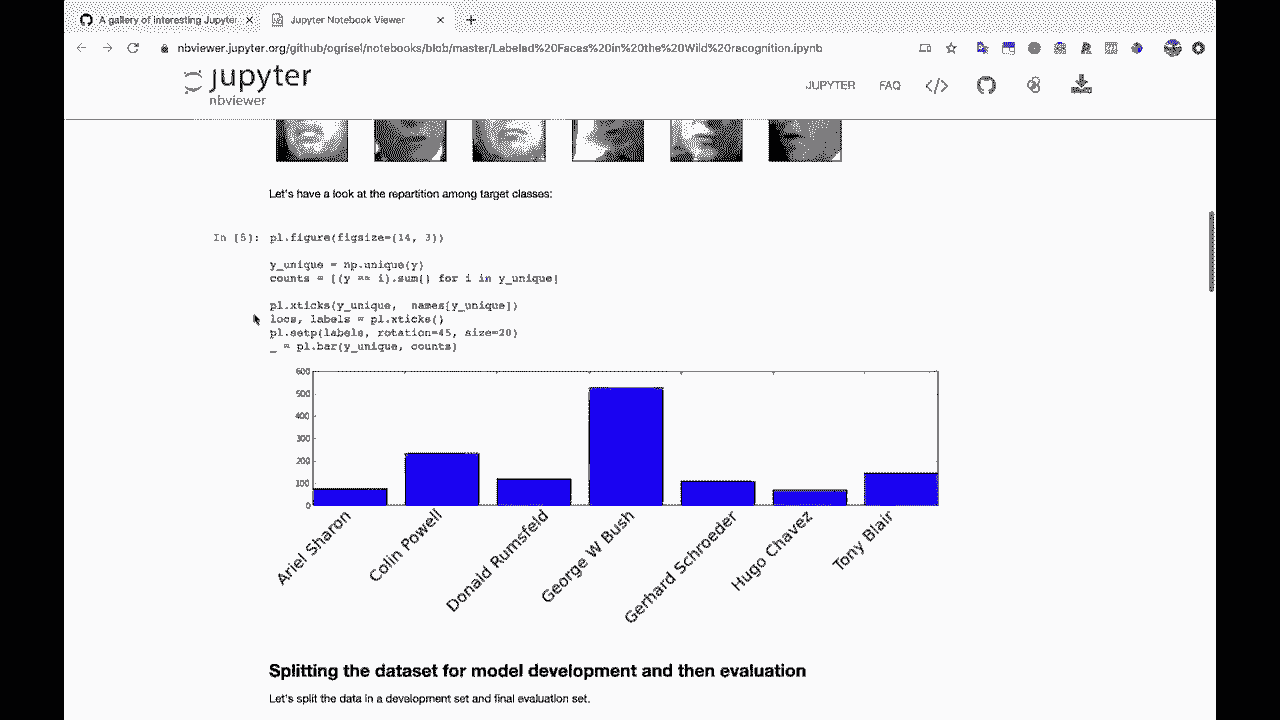 A gallery of interesting Jupyter
Jupyter Notebook Viewer
nbviewer.jupyter.org/github/ogrisel/notebooks/blob/master/Labeled%20Faces%20in%20the%20Wild%20recognition.ipynb
jupyter
nbviewer
JUPYTER
FAQ
Let's have a look at the repartition among target classes:
In [5]: pl.figure(figsize=(14, 3))
y_unique = np.unique(y)
counts = [(y == i).sum() for i in y_unique]
pl.xticks(y_unique, names[y_unique])
locs, labels = pl.xticks()
pl.setp(labels, rotation=45, size=20)
_ = pl.bar(y_unique, counts)
600
500
400
300
200
100
0
Ariel Sharon
Colin Powell
Donald Rumsfeld
George W Bush
Gerhard Schroeder
Hugo Chavez
Tony Blair
Splitting the dataset for model development and then evaluation
Let's split the data in a development set and final evaluation set.